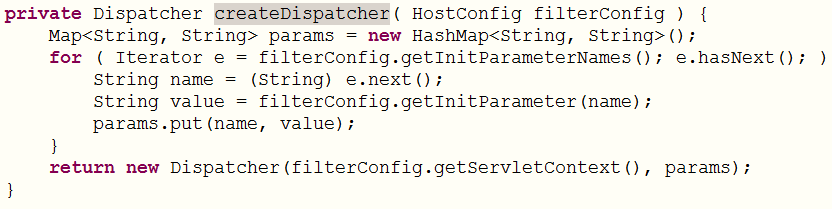 private Dispatcher createDispatcher( HostConfig filterConfig ) {
    Map<String, String> params = new HashMap<String, String>();
    for ( Iterator e = filterConfig.getInitParameterNames(); e.hasNext(); )
        String name = (String) e.next();
        String value = filterConfig.getInitParameter(name);
        params.put(name, value);
    }
    return new Dispatcher(filterConfig.getServletContext(), params);
}